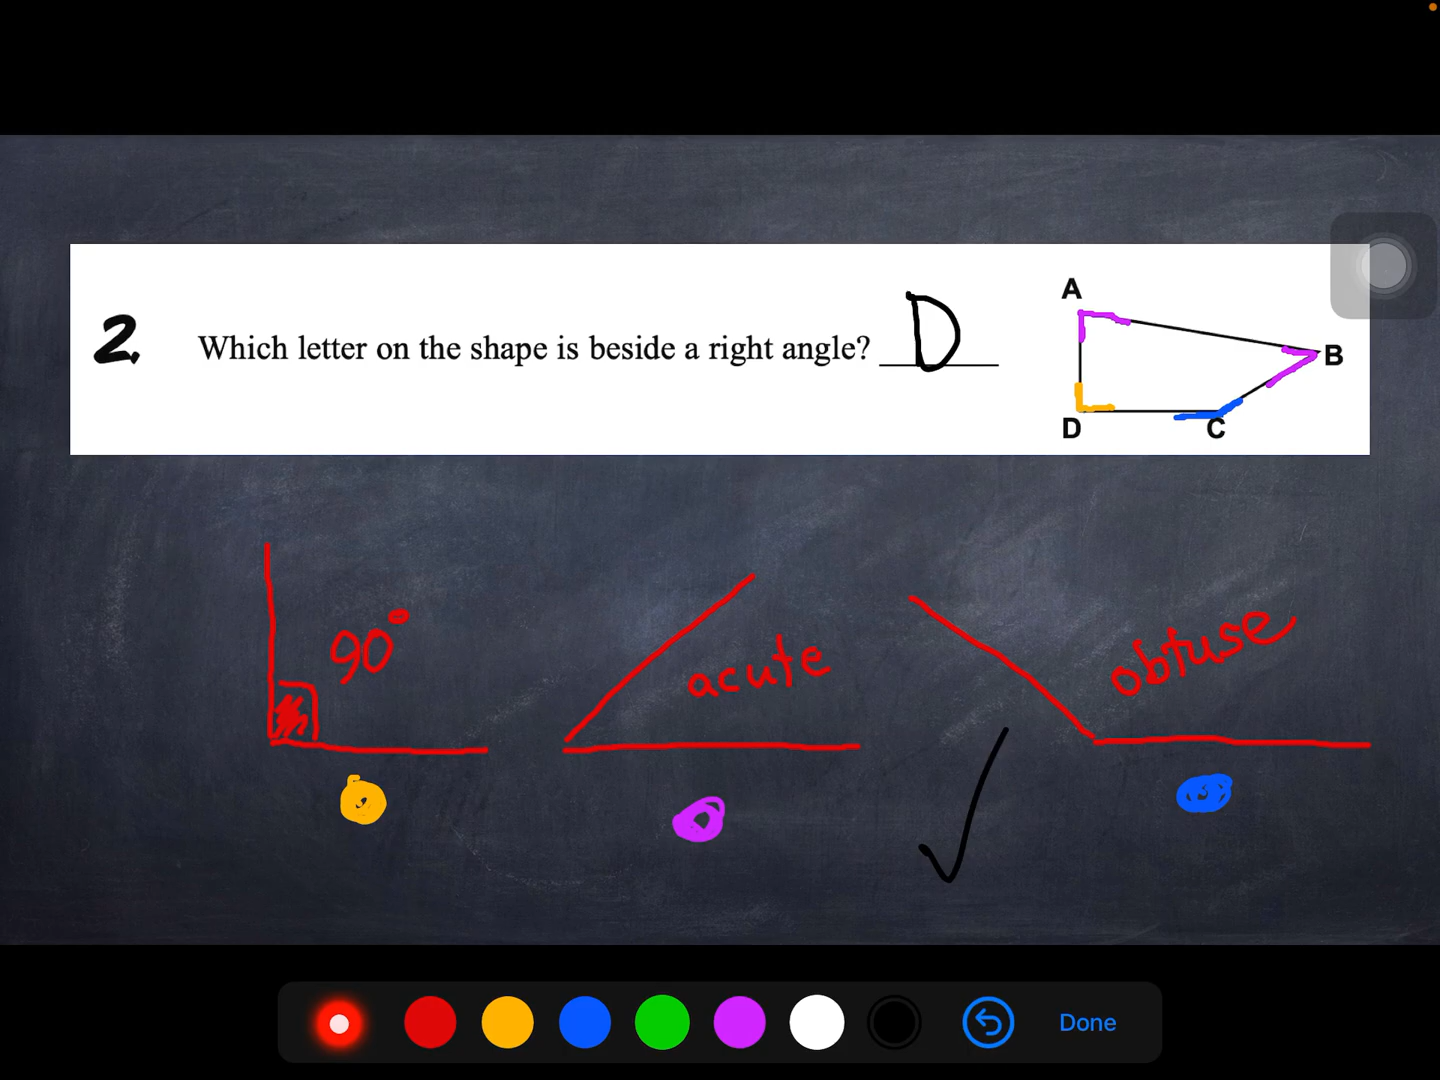 A
2. Which letter on the shape is beside a right angle? D
B
D
C
90°
acute
obtuse
Done